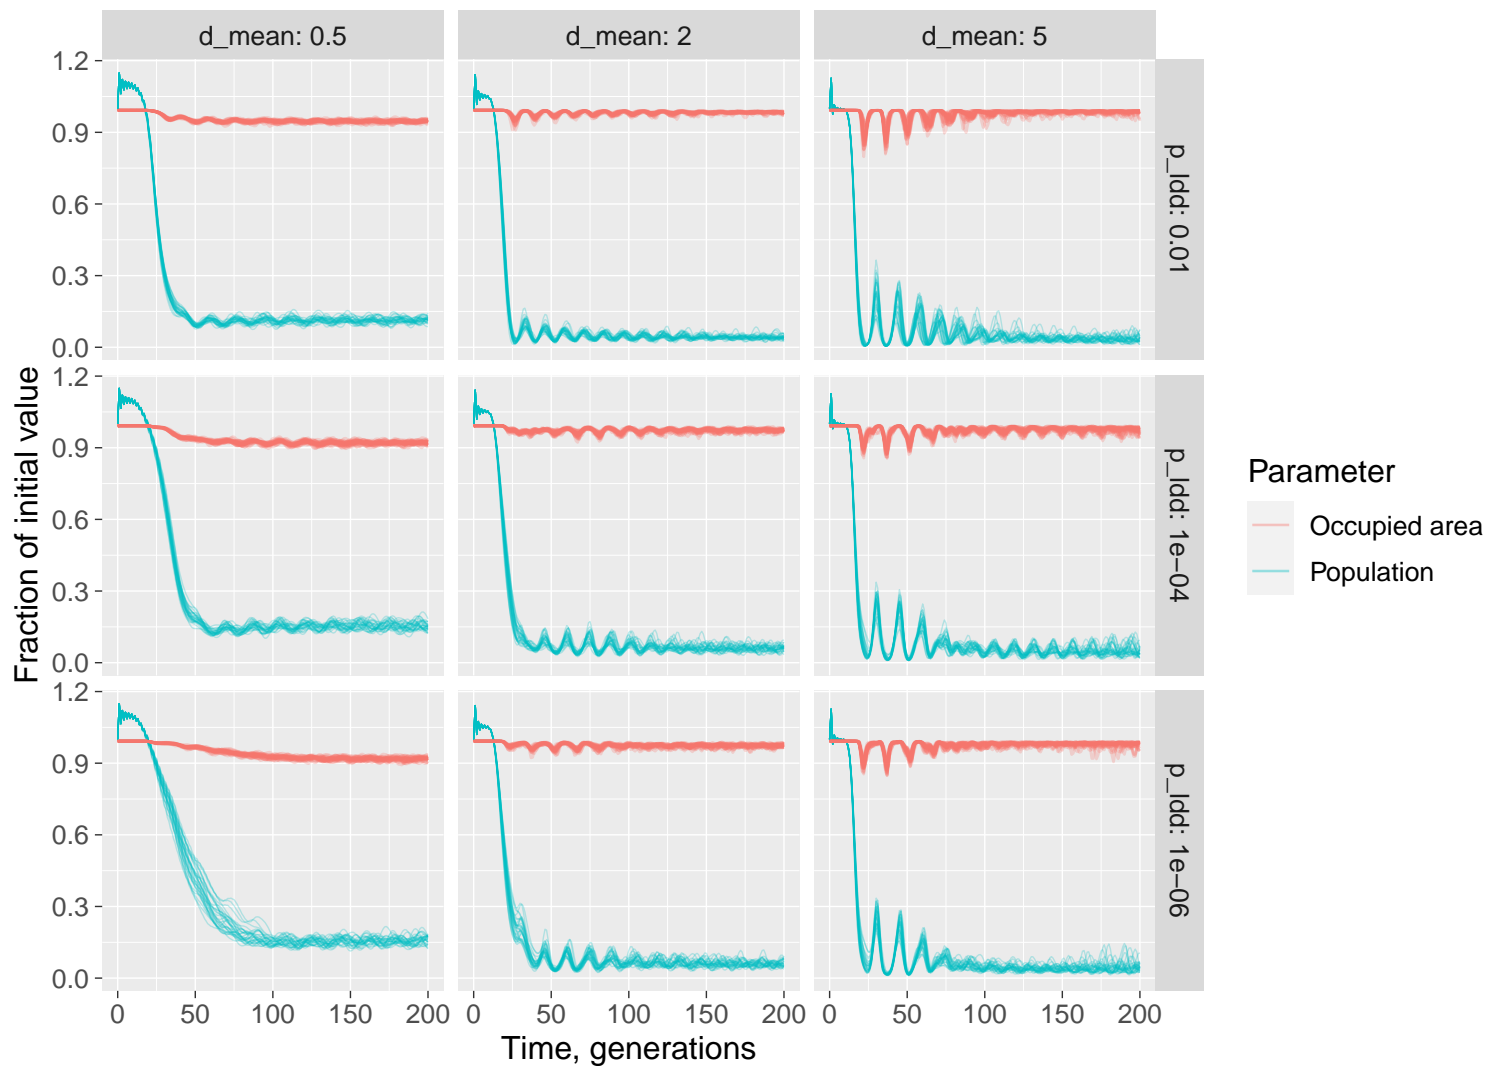 d_mean: 0.5
d_mean: 2
d_mean: 5
1.2
0.9
0.6
0.3
0.0
p_ldd: 0.01
1.2
0.9
0.6
0.3
0.0
p_ldd: 1e−04
1.2
0.9
0.6
0.3
0.0
p_ldd: 1e−06
0 50 100 150 200
0 50 100 150 200
0 50 100 150 200
Time, generations
Fraction of initial value
Parameter
Occupied area
Population